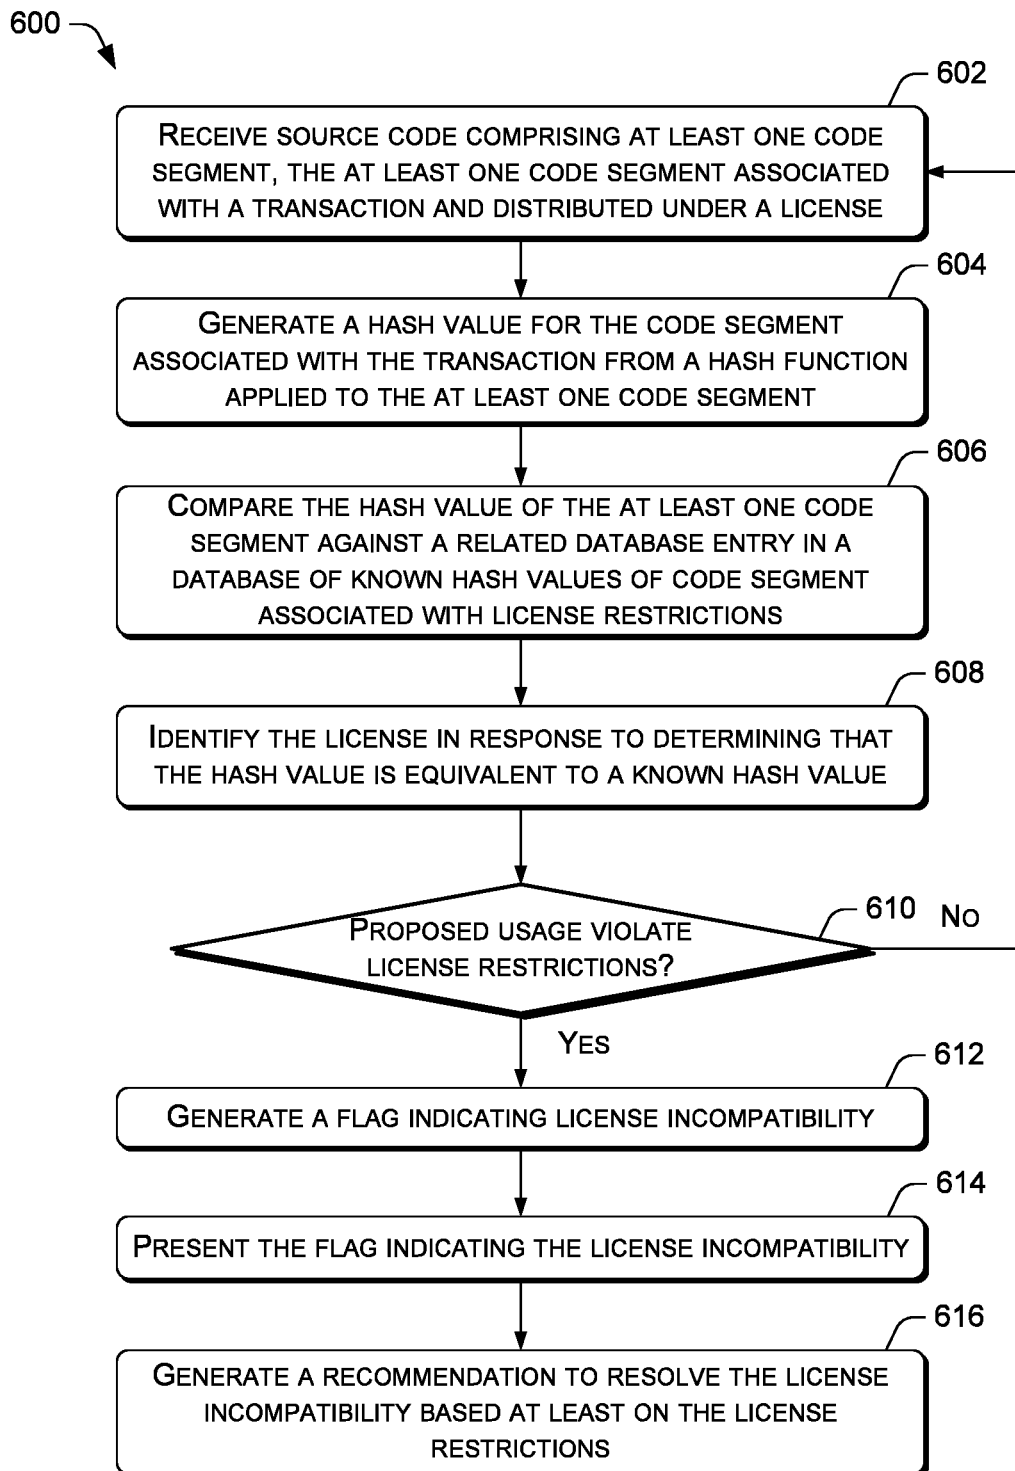 600
602
RECEIVE SOURCE CODE COMPRISING AT LEAST ONE CODE
SEGMENT, THE AT LEAST ONE CODE SEGMENT ASSOCIATED
WITH A TRANSACTION AND DISTRIBUTED UNDER A LICENSE
604
GENERATE A HASH VALUE FOR THE CODE SEGMENT
ASSOCIATED WITH THE TRANSACTION FROM A HASH FUNCTION
APPLIED TO THE AT LEAST ONE CODE SEGMENT
606
COMPARE THE HASH VALUE OF THE AT LEAST ONE CODE
SEGMENT AGAINST A RELATED DATABASE ENTRY IN A
DATABASE OF KNOWN HASH VALUES OF CODE SEGMENT
ASSOCIATED WITH LICENSE RESTRICTIONS
608
IDENTIFY THE LICENSE IN RESPONSE TO DETERMINING THAT
THE HASH VALUE IS EQUIVALENT TO A KNOWN HASH VALUE
610
NO
PROPOSED USAGE VIOLATE
LICENSE RESTRICTIONS?
YES
612
GENERATE A FLAG INDICATING LICENSE INCOMPATIBILITY
614
PRESENT THE FLAG INDICATING THE LICENSE INCOMPATIBILITY
616
GENERATE A RECOMMENDATION TO RESOLVE THE LICENSE
INCOMPATIBILITY BASED AT LEAST ON THE LICENSE
RESTRICTIONS